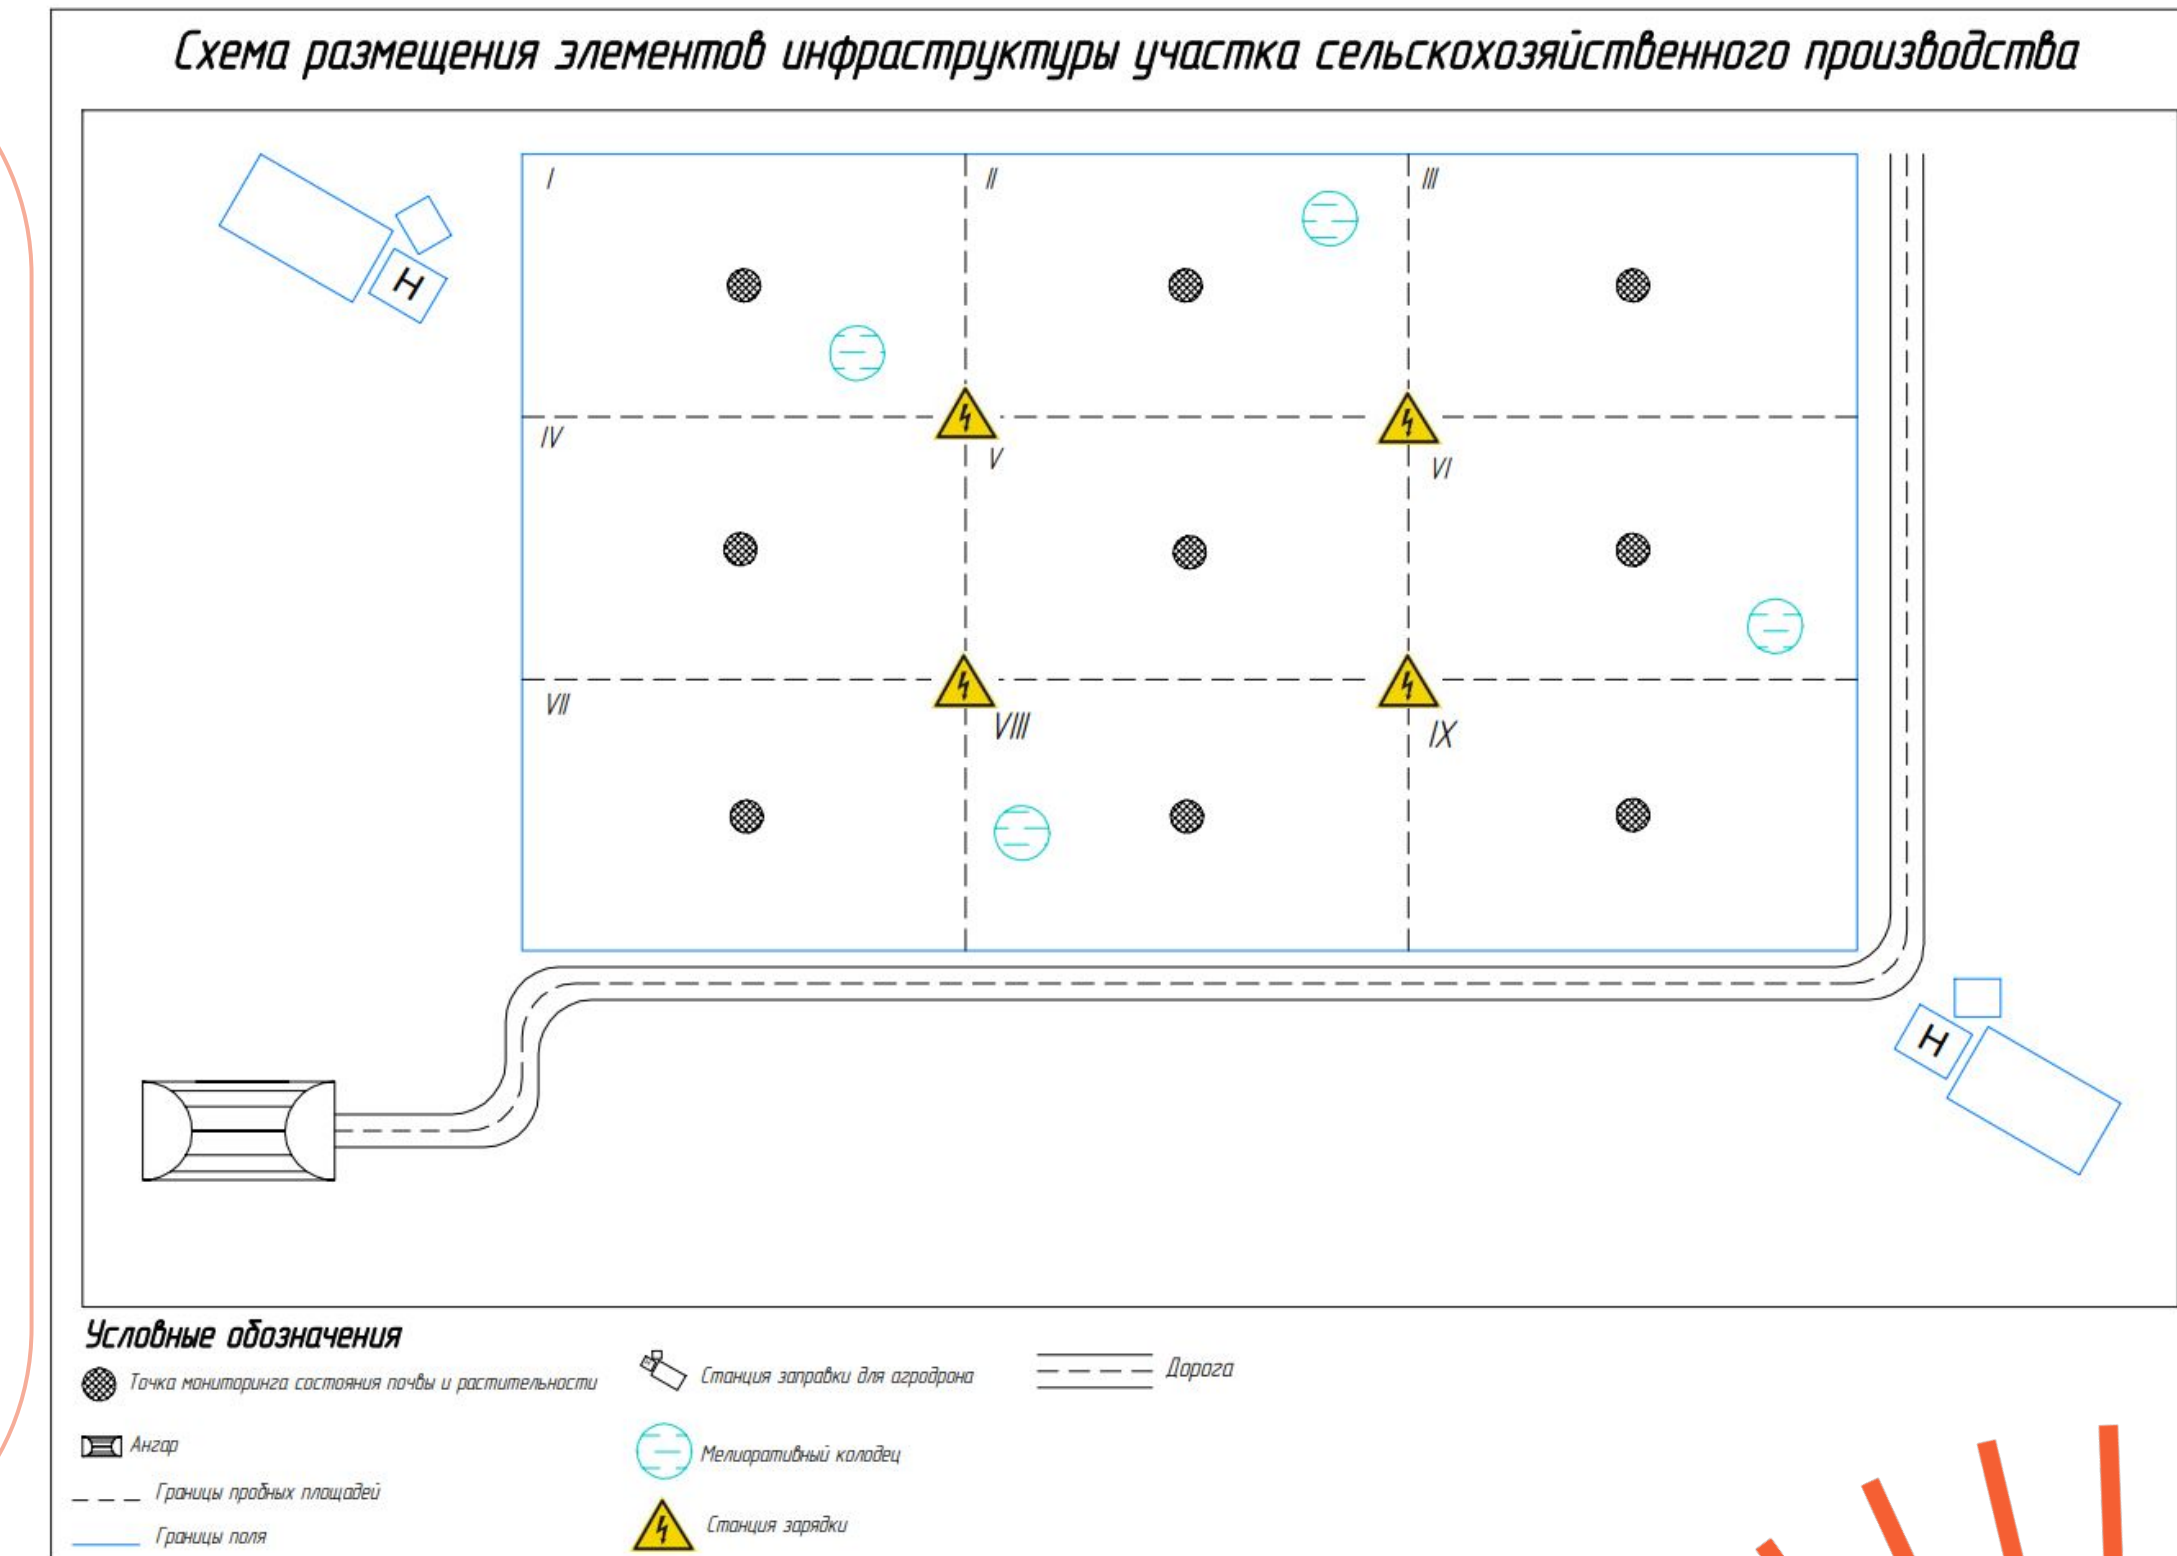 Схема размещения элементов инфраструктуры участка сельскохозяйственного производства
I
II
III
H
IV
V
VI
VII
VIII
IX
H
Условные обозначения
Точка мониторинга состояния почвы и растительности
Станция заправки для агродрона
Дорога
Ангар
Мелиоративный колодец
Границы пробных площадей
Станция зарядки
Границы поля